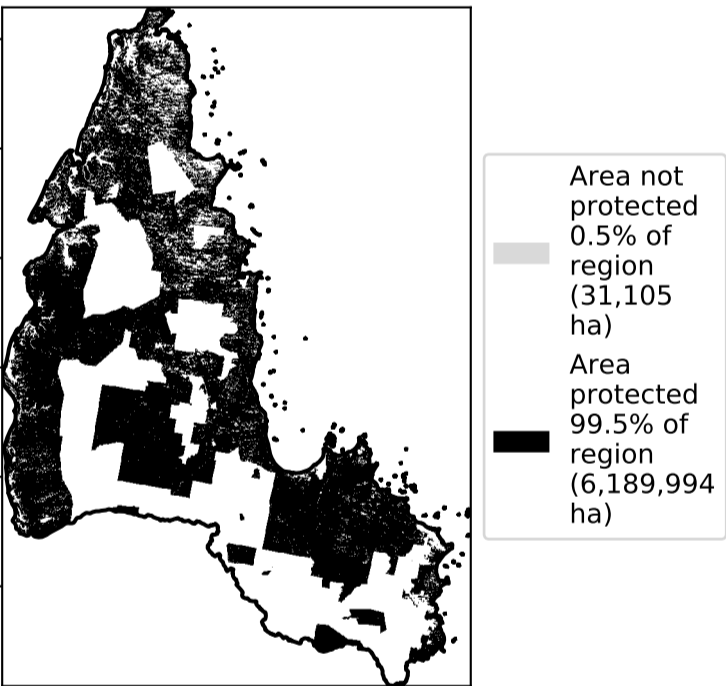 Area not
protected
0.5% of
region
(31,105
ha)
Area
protected
99.5% of
region
(6,189,994
ha)